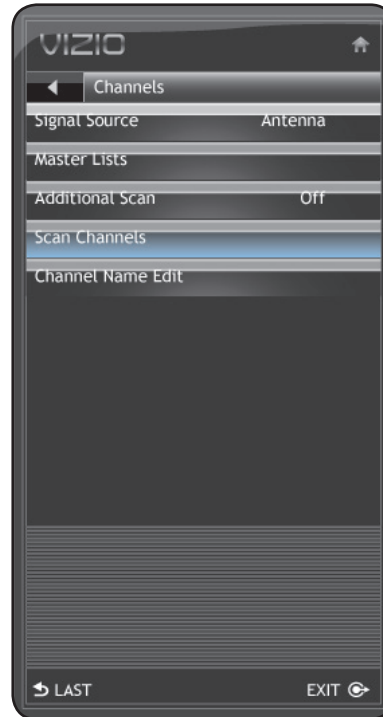 VIZIO
Channels
Signal Source Antenna
Master Lists
Additional Scan Off
Scan Channels
Channel Name Edit
LAST EXIT